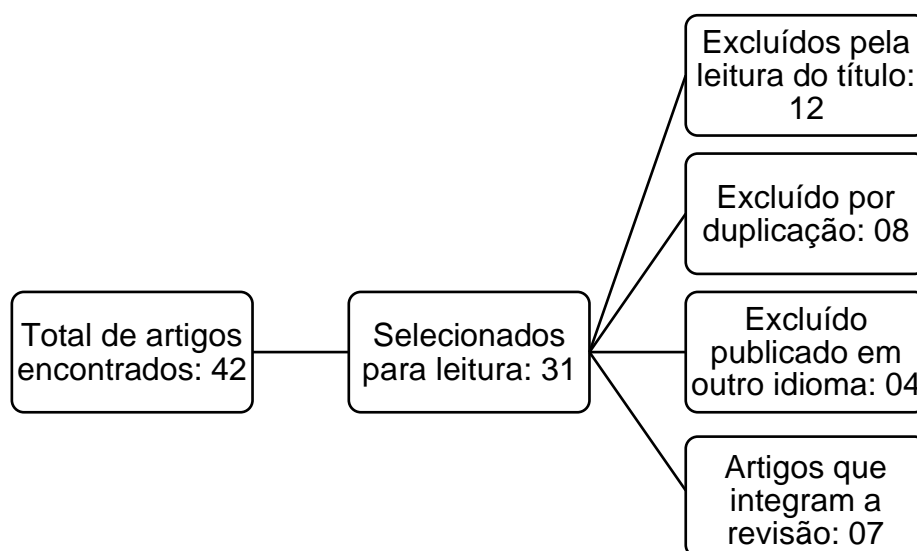 Total de artigos
encontrados: 42
Selecionados
para leitura: 31
Excluídos pela
leitura do título:
12
Excluído por
duplicação: 08
Excluído
publicado em
outro idioma: 04
Artigos que
integram a
revisão: 07